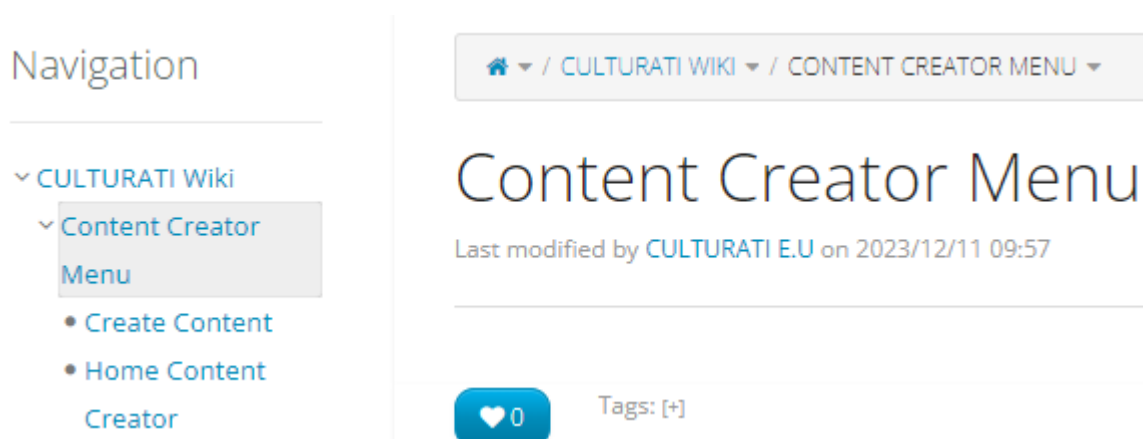 Navigation
CULTURATI Wiki
Content Creator
Menu
Create Content
Home Content
Creator
/ CULTURATI WIKI / CONTENT CREATOR MENU
Content Creator Menu
Last modified by CULTURATI E.U on 2023/12/11 09:57
0
Tags: [+]